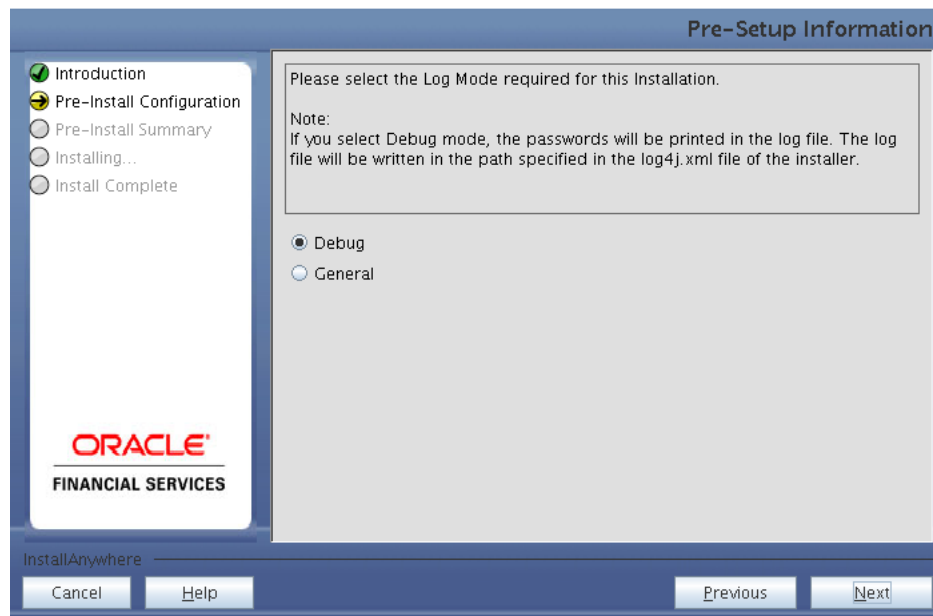 Pre-Setup Information
Introduction
Pre-Install Configuration
Pre-Install Summary
Installing...
Install Complete
ORACLE'
FINANCIAL SERVICES
Please select the Log Mode required for this Installation.
Note:
If you select Debug mode, the passwords will be printed in the log file. The log
file will be written in the path specified in the log4j.xml file of the installer.
Debug
General
InstallAnywhere
Cancel
Help
Previous
Next